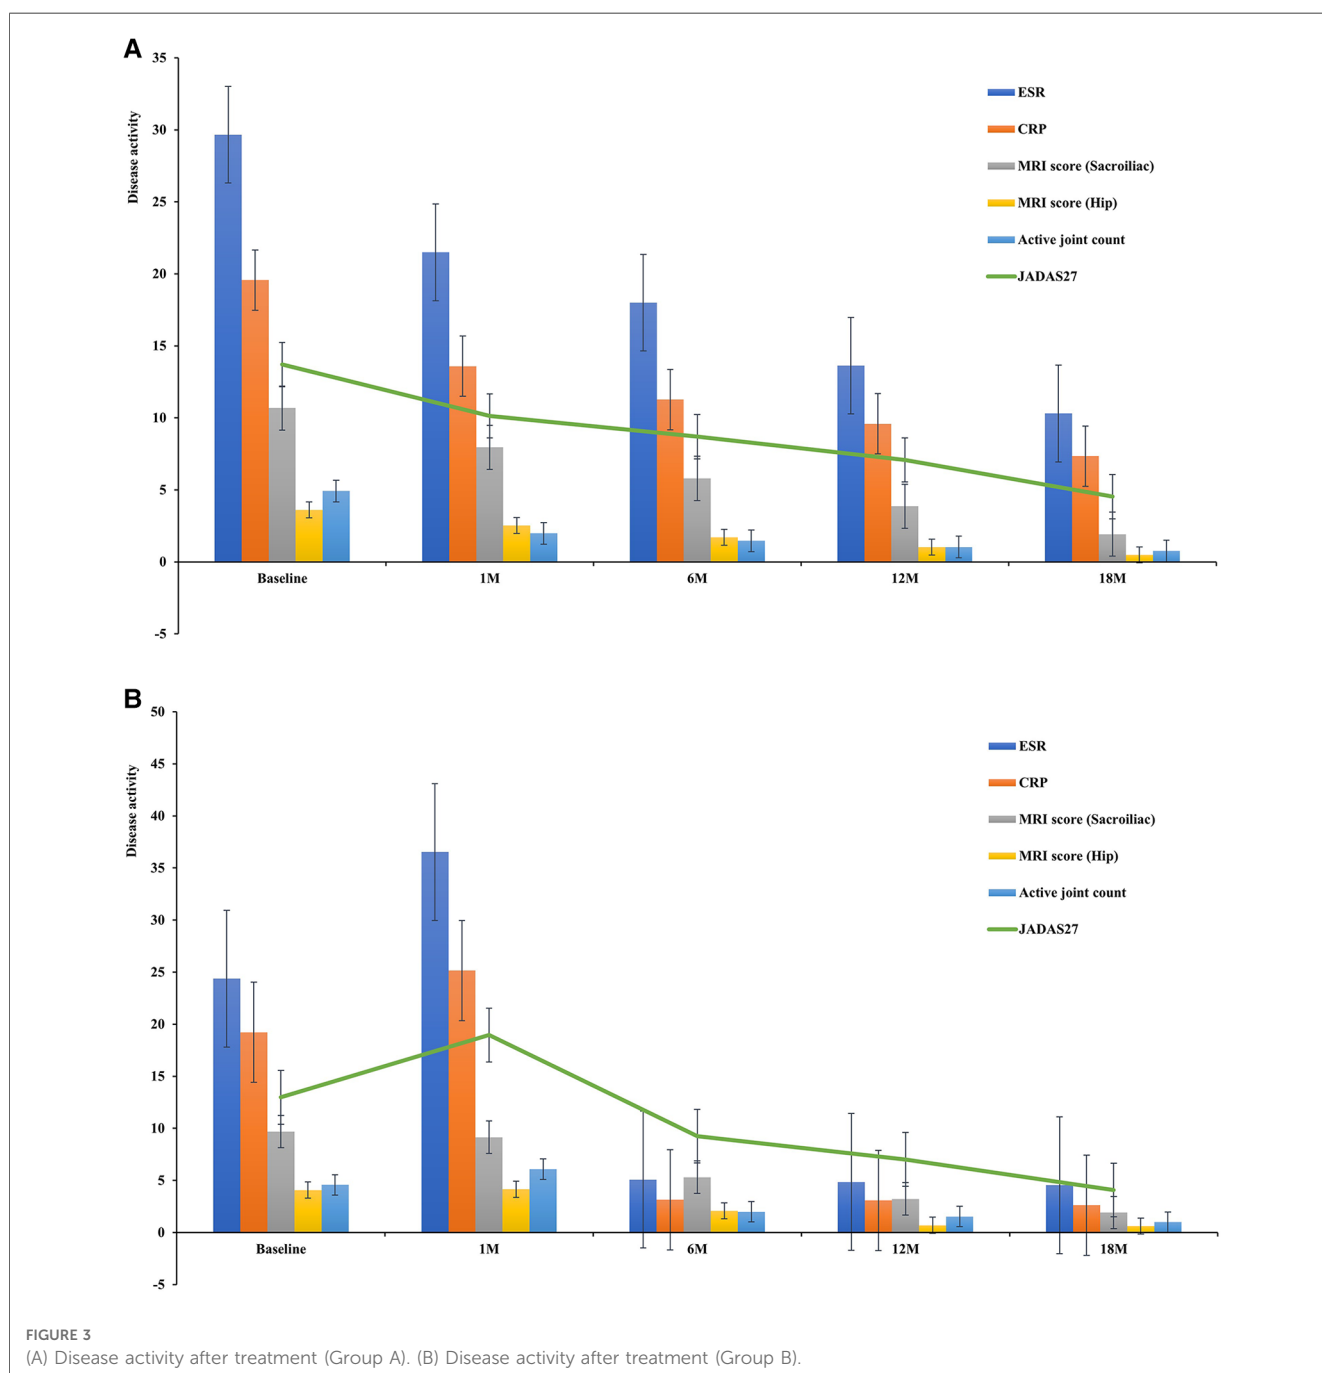 A
35
30
25
20
15
10
5
0
-5
Disease activity
ESR
CRP
MRI score (Sacroiliac)
MRI score (Hip)
Active joint count
JADAS27
Baseline 1M 6M 12M 18M
B
50
45
40
35
30
25
20
15
10
5
0
-5
Disease activity
ESR
CRP
MRI score (Sacroiliac)
MRI score (Hip)
Active joint count
JADAS27
Baseline 1M 6M 12M 18M
FIGURE 3
(A) Disease activity after treatment (Group A). (B) Disease activity after treatment (Group B).